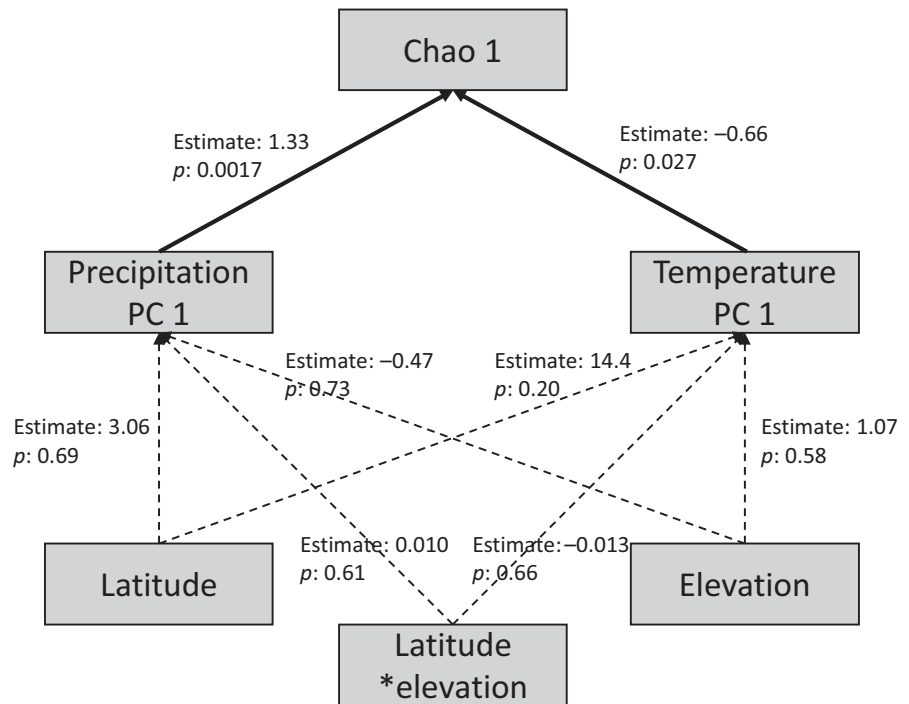 Chao 1
Estimate: 1.33
p: 0.0017
Estimate: –0.66
p: 0.027
Precipitation
PC 1
Temperature
PC 1
Estimate: –0.47
p: 0.73
Estimate: 14.4
p: 0.20
Estimate: 3.06
p: 0.69
Estimate: 1.07
p: 0.58
Estimate: 0.010
p: 0.61
Estimate: –0.013
p: 0.66
Latitude
Elevation
Latitude
*elevation